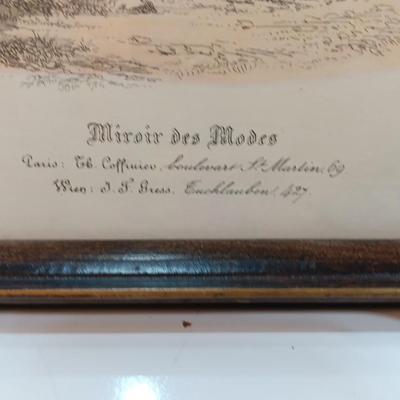 Miroir des Modes
Paris: Th. Coffinier, boulevart St Martin, 69
Wien: J. F. Gress. Tuchlauben, 427.